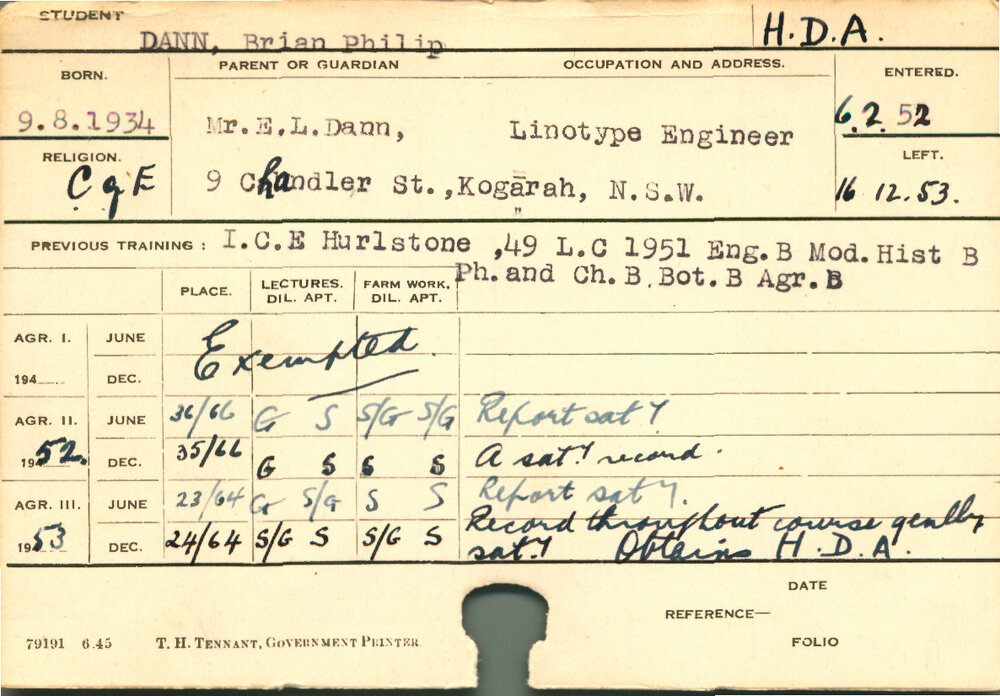 STUDENT
DANN, Brian Philip
H.D.A.
BORN.
PARENT OR GUARDIAN
OCCUPATION AND ADDRESS.
ENTERED.
9.8.1934
Mr.E.L.Dann,
Linotype Engineer
6.2.52
RELIGION.
LEFT.
C of E
9 Chandler St.,Kogarah, N.S.W.
16 12.53.
PREVIOUS TRAINING : I.C.E Hurlstone ,49 L.C 1951 Eng.B Mod.Hist B
Ph.and Ch.B.Bot.B Agr.B
PLACE.
LECTURES. DIL. APT.
FARM WORK. DIL. APT.
AGR. I. JUNE Exempted
194 DEC.
AGR. II. JUNE 36/66 G S S/G S/G Report saty
1952. DEC. 35/66 G S S S A sat.y record.
AGR. III. JUNE 23/64 G S/G S S Report saty.
1953 DEC. 24/64 S/G S S/G S Record throughout course genlly
sat.y Obtains H.D.A.
DATE
REFERENCE—
FOLIO
79191 6.45 T. H. TENNANT, GOVERNMENT PRINTER.